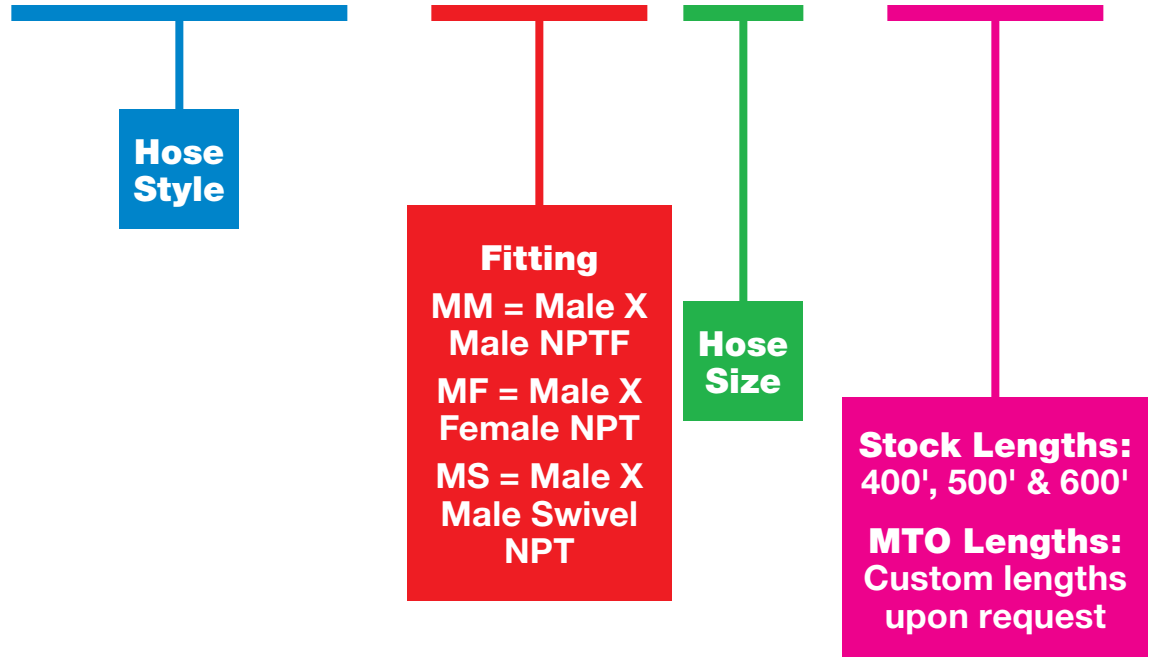 Hose
Style
Fitting
MM = Male X
Male NPTF
MF = Male X
Female NPT
MS = Male X
Male Swivel
NPT
Hose
Size
Stock Lengths:
400', 500' & 600'
MTO Lengths:
Custom lengths
upon request